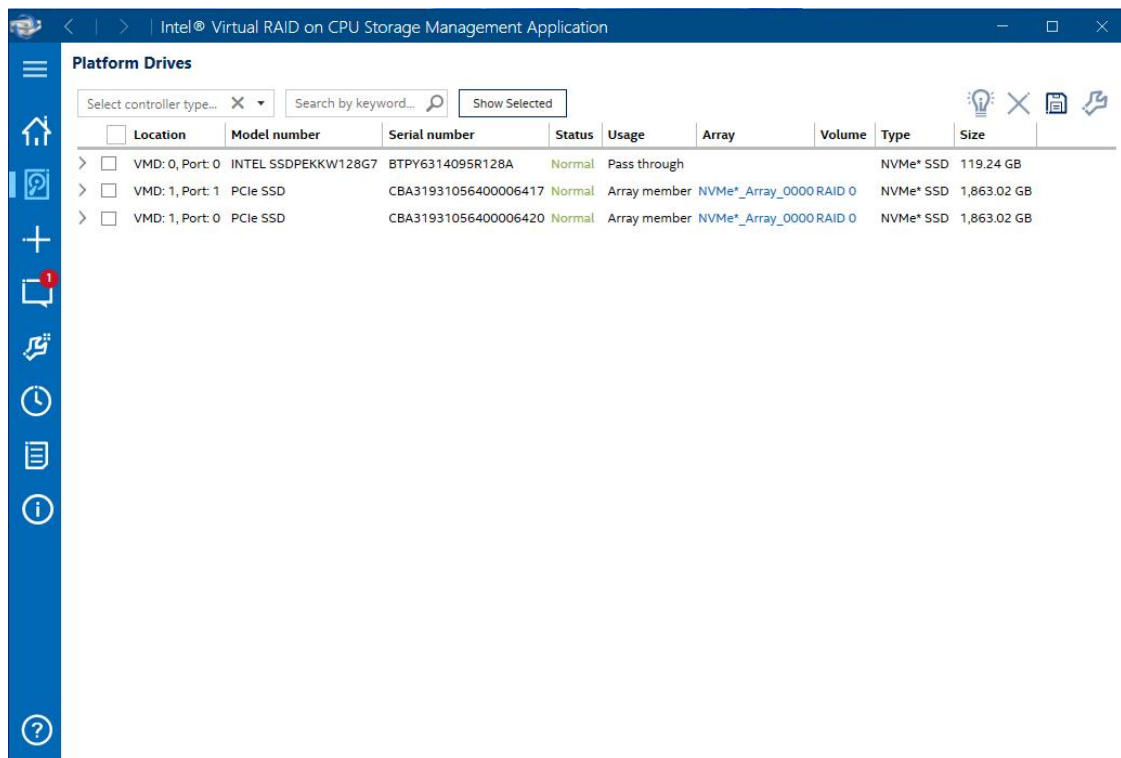 Intel® Virtual RAID on CPU Storage Management Application
Platform Drives
Select controller type... Search by keyword... Show Selected
Location Model number Serial number Status Usage Array Volume Type Size
VMD: 0, Port: 0 INTEL SSDPEKKW128G7 BTPY6314095R128A Normal Pass through NVMe* SSD 119.24 GB
1
VMD: 1, Port: 1 PCIe SSD CBA31931056400006417 Normal Array member NVMe*_Array_0000 RAID 0 NVMe* SSD 1,863.02 GB
VMD: 1, Port: 0 PCIe SSD CBA31931056400006420 Normal Array member NVMe*_Array_0000 RAID 0 NVMe* SSD 1,863.02 GB